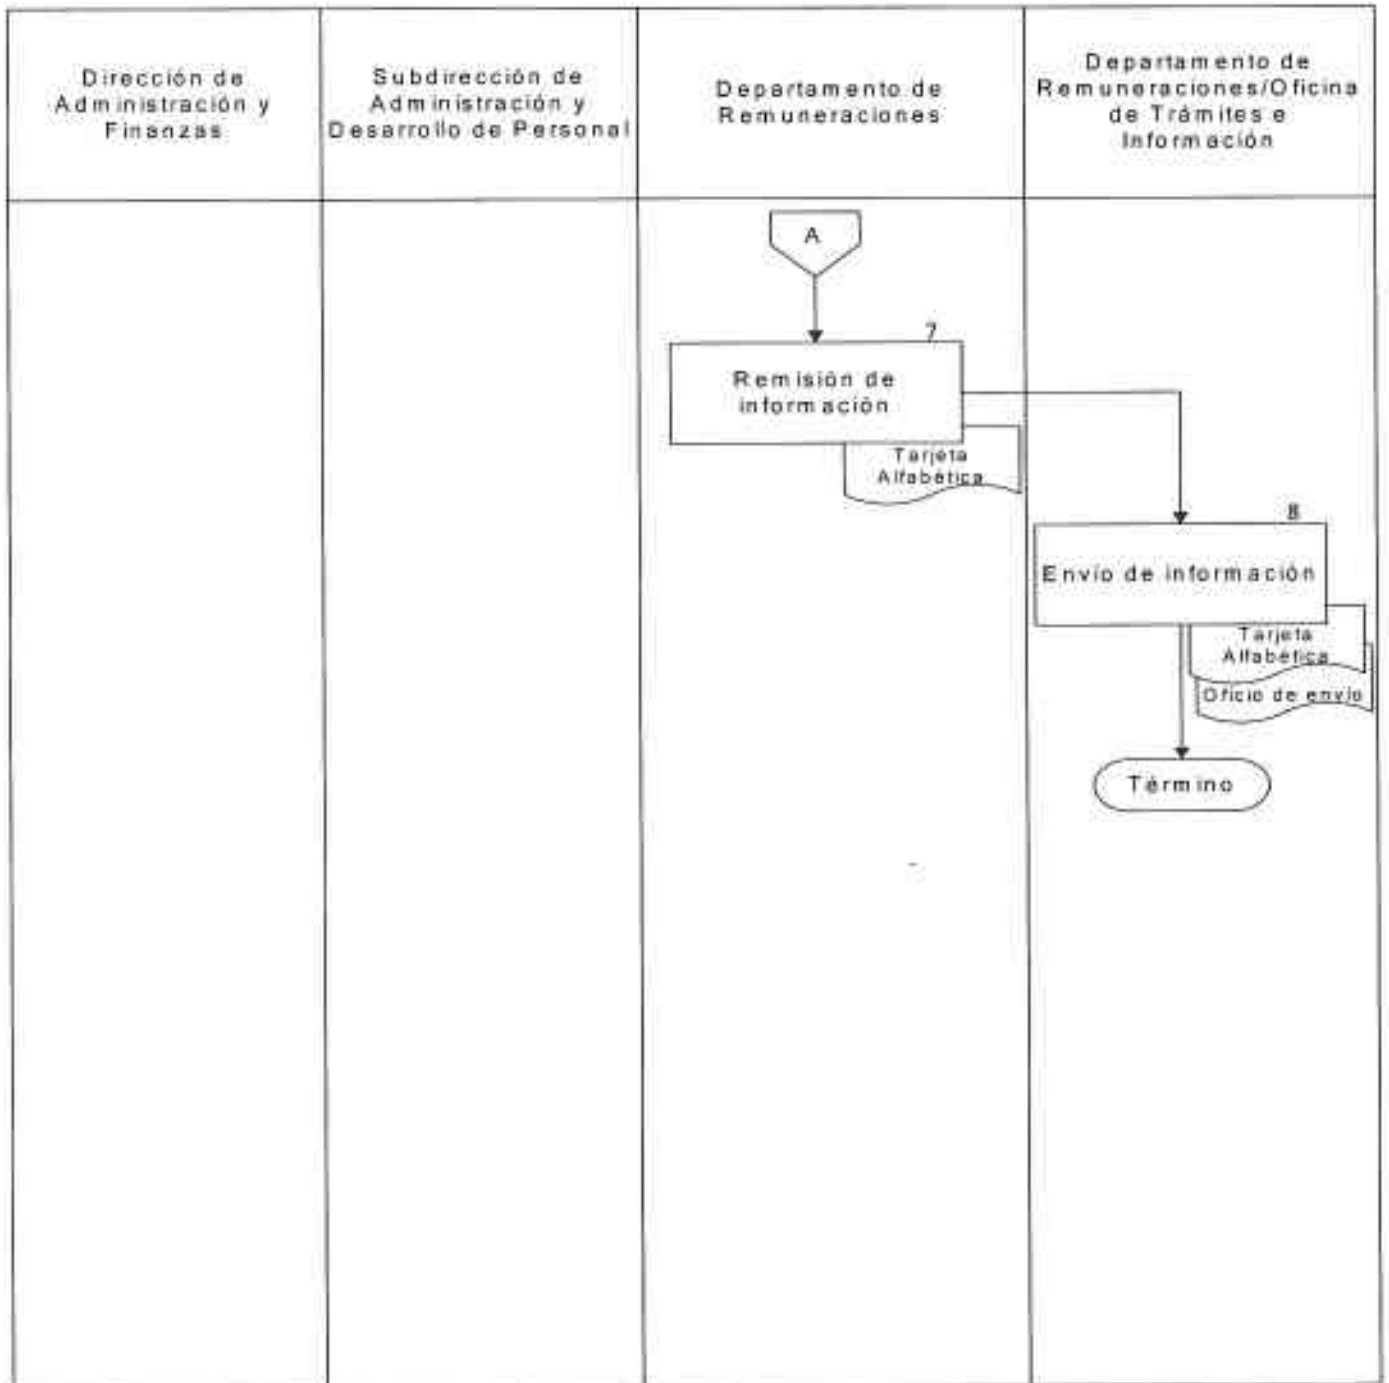 Dirección de
Administración y
Finanzas
Subdirección de
Administración y
Desarrollo de Personal
Departamento de
Remuneraciones
Departamento de
Remuneraciones/Oficina
de Trámites e
Información
A
7
Remisión de
información
Tarjeta
Alfabética
8
Envío de información
Tarjeta
Alfabética
Oficio de envío
Término